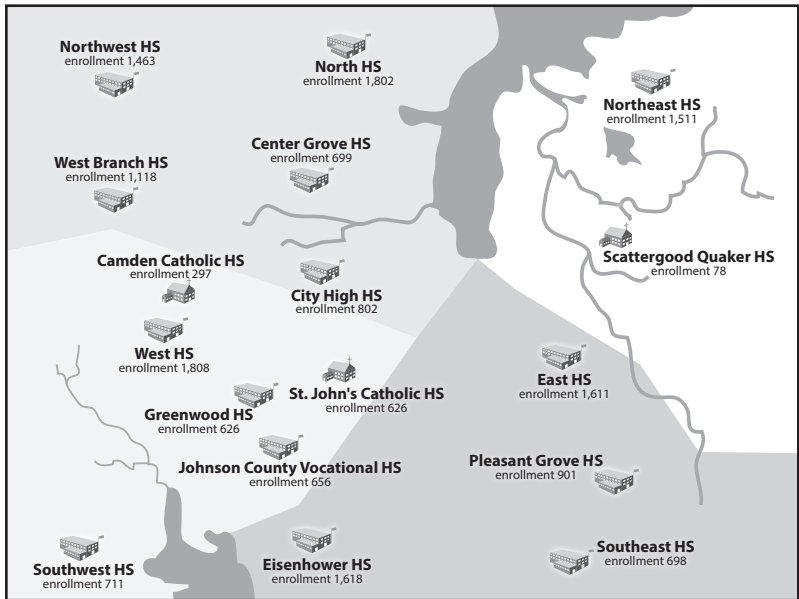 Northwest HS
enrollment 1,463
North HS
enrollment 1,802
Northeast HS
enrollment 1,511
Center Grove HS
enrollment 699
West Branch HS
enrollment 1,118
Camden Catholic HS
enrollment 297
Scattergood Quaker HS
enrollment 78
City High HS
enrollment 802
West HS
enrollment 1,808
East HS
enrollment 1,611
St. John's Catholic HS
enrollment 626
Greenwood HS
enrollment 626
Johnson County Vocational HS
enrollment 656
Pleasant Grove HS
enrollment 901
Southeast HS
enrollment 698
Southwest HS
enrollment 711
Eisenhower HS
enrollment 1,618